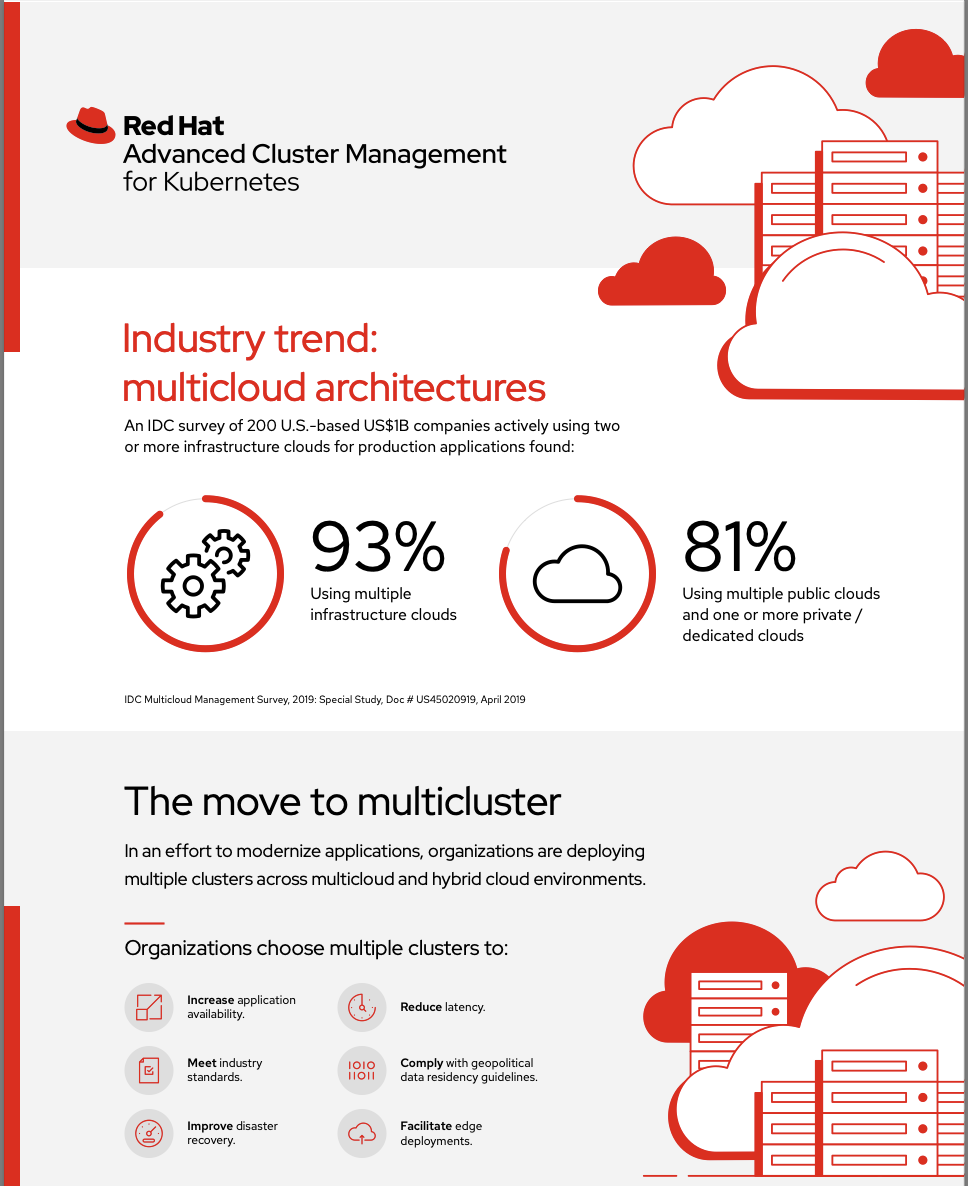 Red Hat
Advanced Cluster Management
for Kubernetes
Industry trend:
multicloud architectures
An IDC survey of 200 U.S.-based US$1B companies actively using two
or more infrastructure clouds for production applications found:
93%
Using multiple
infrastructure clouds
81%
Using multiple public clouds
and one or more private /
dedicated clouds
IDC Multicloud Management Survey, 2019: Special Study, Doc # US45020919, April 2019
The move to multicluster
In an effort to modernize applications, organizations are deploying
multiple clusters across multicloud and hybrid cloud environments.
Organizations choose multiple clusters to:
Increase application
availability.
Reduce latency.
Meet industry
standards.
IOIO
IIOII
Comply with geopolitical
data residency guidelines.
Improve disaster
recovery.
Facilitate edge
deployments.